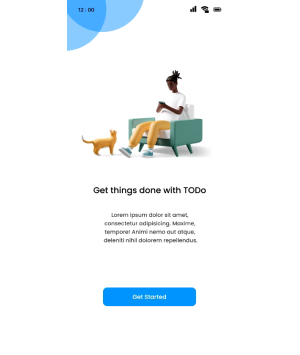 12 : 00
Get things done with TODo
Lorem ipsum dolor sit amet,
consectetur adipisicing. Maxime,
tempore! Animi nemo aut atque,
deleniti nihil dolorem repellendus.
Get Started